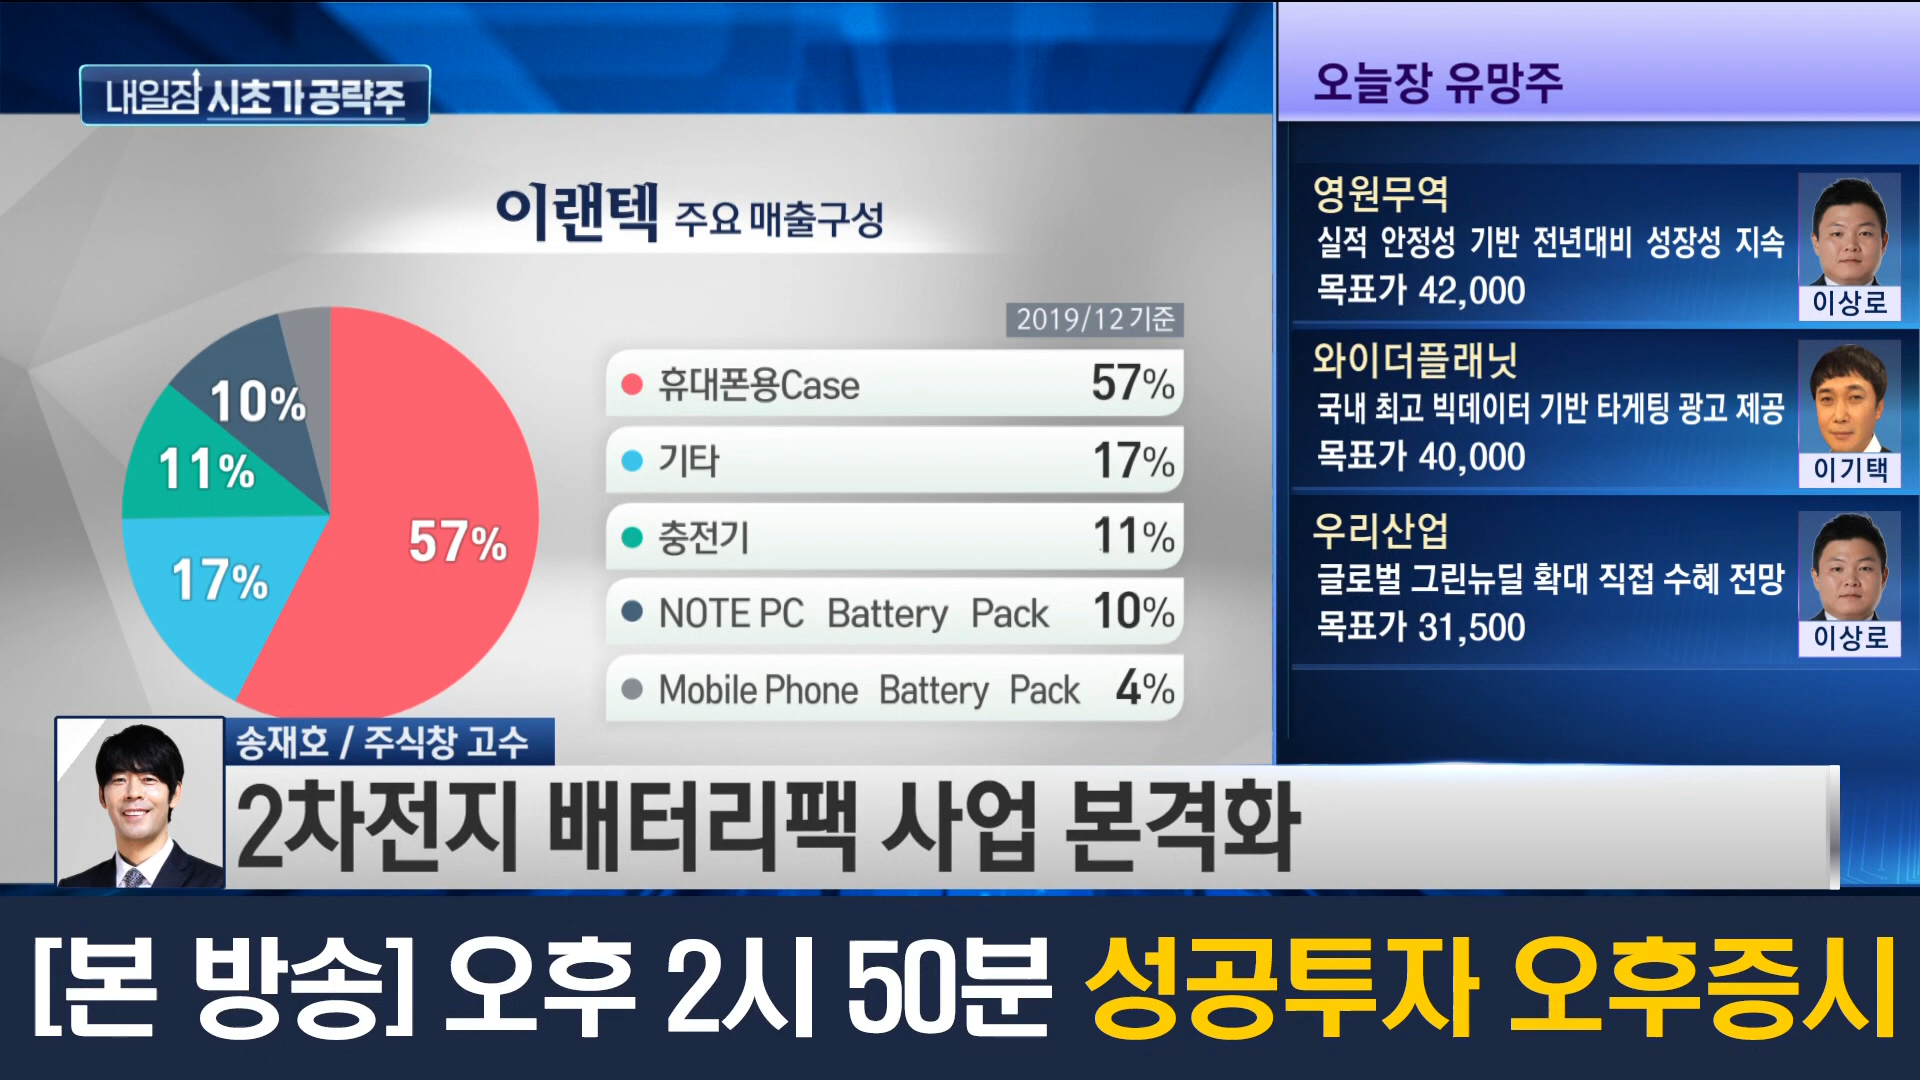 내일장 시초가 공략주
이랜텍 주요 매출구성
2019/12 기준
57%
17%
11%
10%
휴대폰용Case 57%
기타 17%
충전기 11%
NOTE PC Battery Pack 10%
Mobile Phone Battery Pack 4%
오늘장 유망주
영원무역
실적 안정성 기반 전년대비 성장성 지속
목표가 42,000
이상로
와이더플래닛
국내 최고 빅데이터 기반 타게팅 광고 제공
목표가 40,000
이기택
우리산업
글로벌 그린뉴딜 확대 직접 수혜 전망
목표가 31,500
이상로
송재호 / 주식창 고수
2차전지 배터리팩 사업 본격화
[본 방송] 오후 2시 50분 성공투자 오후증시